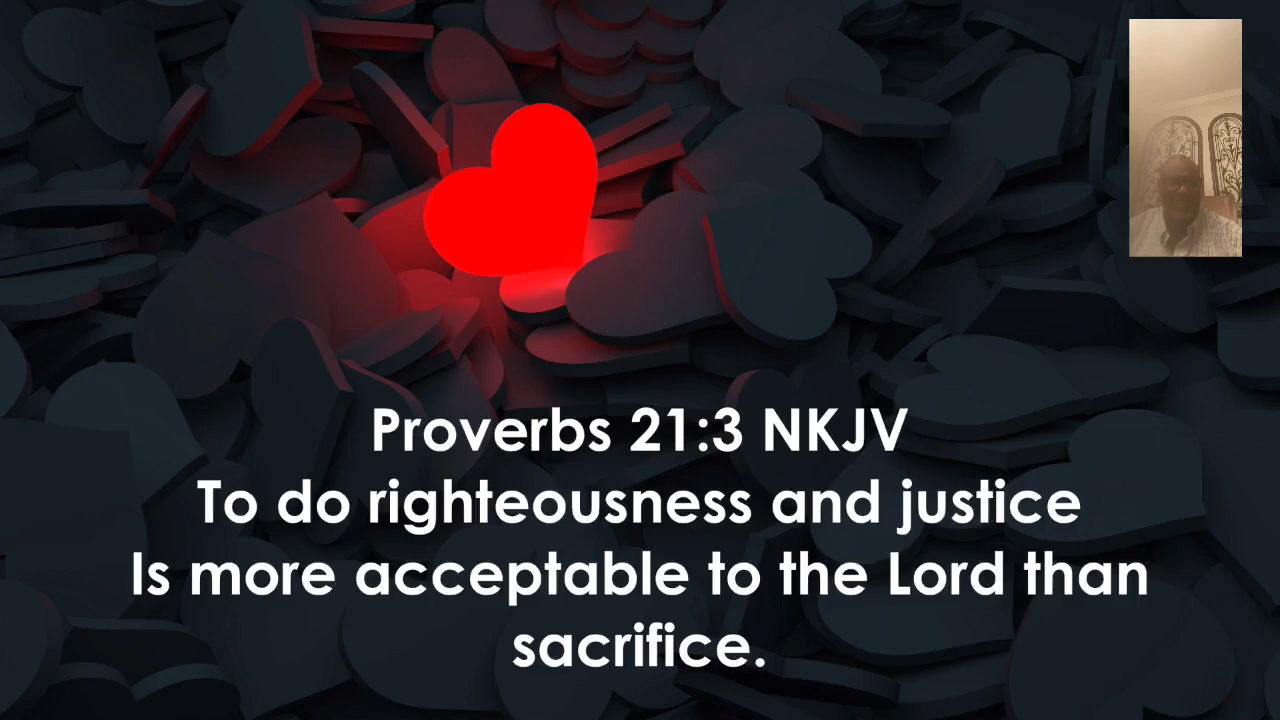 Proverbs 21:3 NKJV
To do righteousness and justice
Is more acceptable to the Lord than
sacrifice.